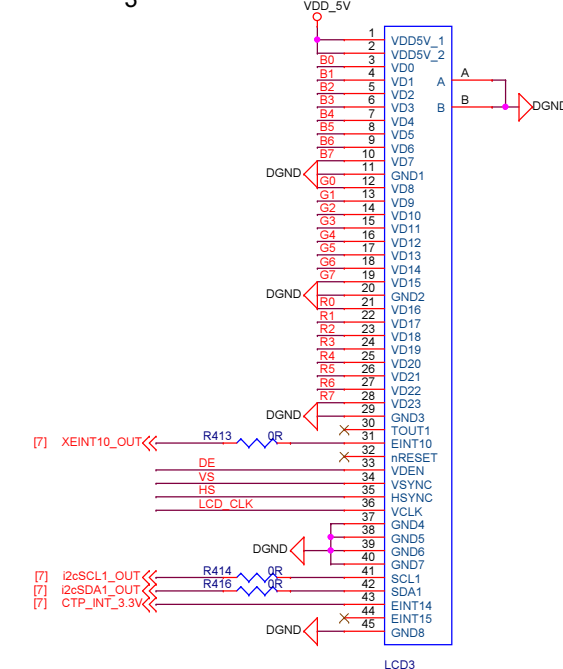 VDD_5V
1 VDD5V_1
2 VDD5V_2
B0 3 VD0
B1 4 VD1 A A
B2 5 VD2
B3 6 VD3 B B DGND
B4 7 VD4
B5 8 VD5
B6 9 VD6
B7 10 VD7
DGND 11 GND1
G0 12 VD8
G1 13 VD9
G2 14 VD10
G3 15 VD11
G4 16 VD12
G5 17 VD13
G6 18 VD14
G7 19 VD15
DGND 20 GND2
R0 21 VD16
R1 22 VD17
R2 23 VD18
R3 24 VD19
R4 25 VD20
R5 26 VD21
R6 27 VD22
R7 28 VD23
DGND 29 GND3
30 TOUT1
[7] XEINT10_OUT R413 0R 31 EINT10
32 nRESET
DE 33 VDEN
VS 34 VSYNC
HS 35 HSYNC
LCD_CLK 36 VCLK
37 GND4
38 GND5
DGND 39 GND6
40 GND7
[7] i2cSCL1_OUT R414 0R 41 SCL1
[7] i2cSDA1_OUT R416 0R 42 SDA1
[7] CTP_INT_3.3V 43 EINT14
44 EINT15
DGND 45 GND8
LCD3